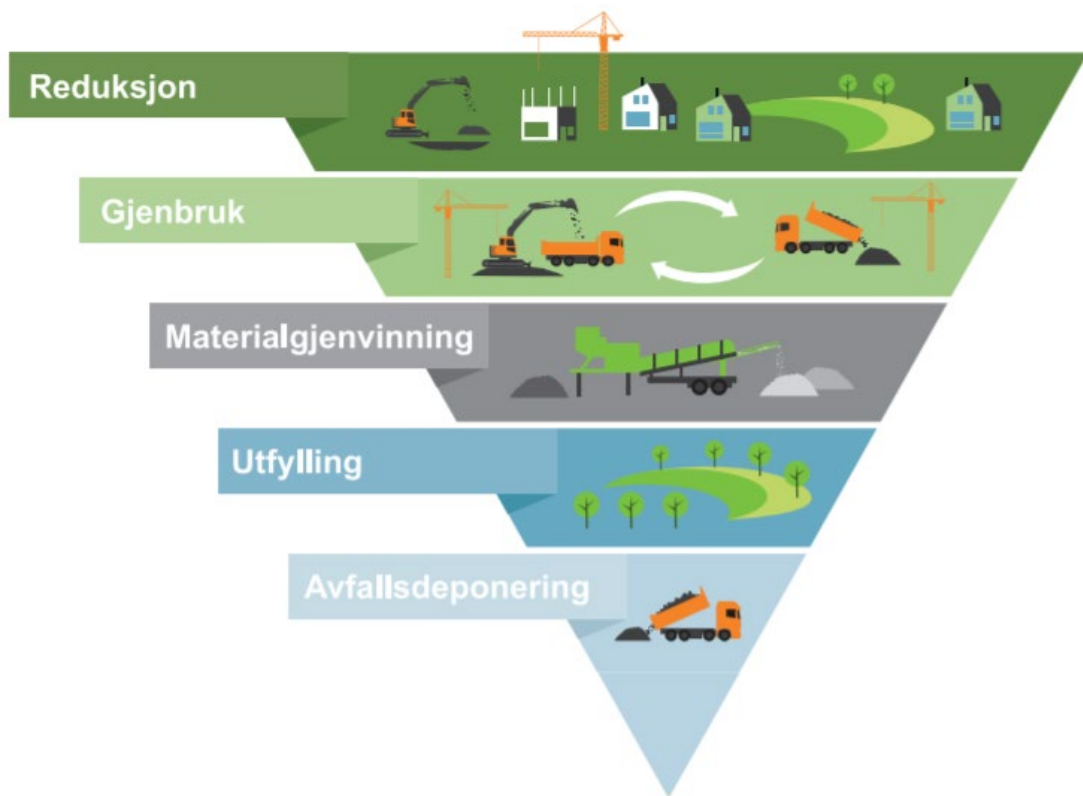 Reduksjon
Gjenbruk
Materialgjenvinning
Utfylling
Avfallsdeponering